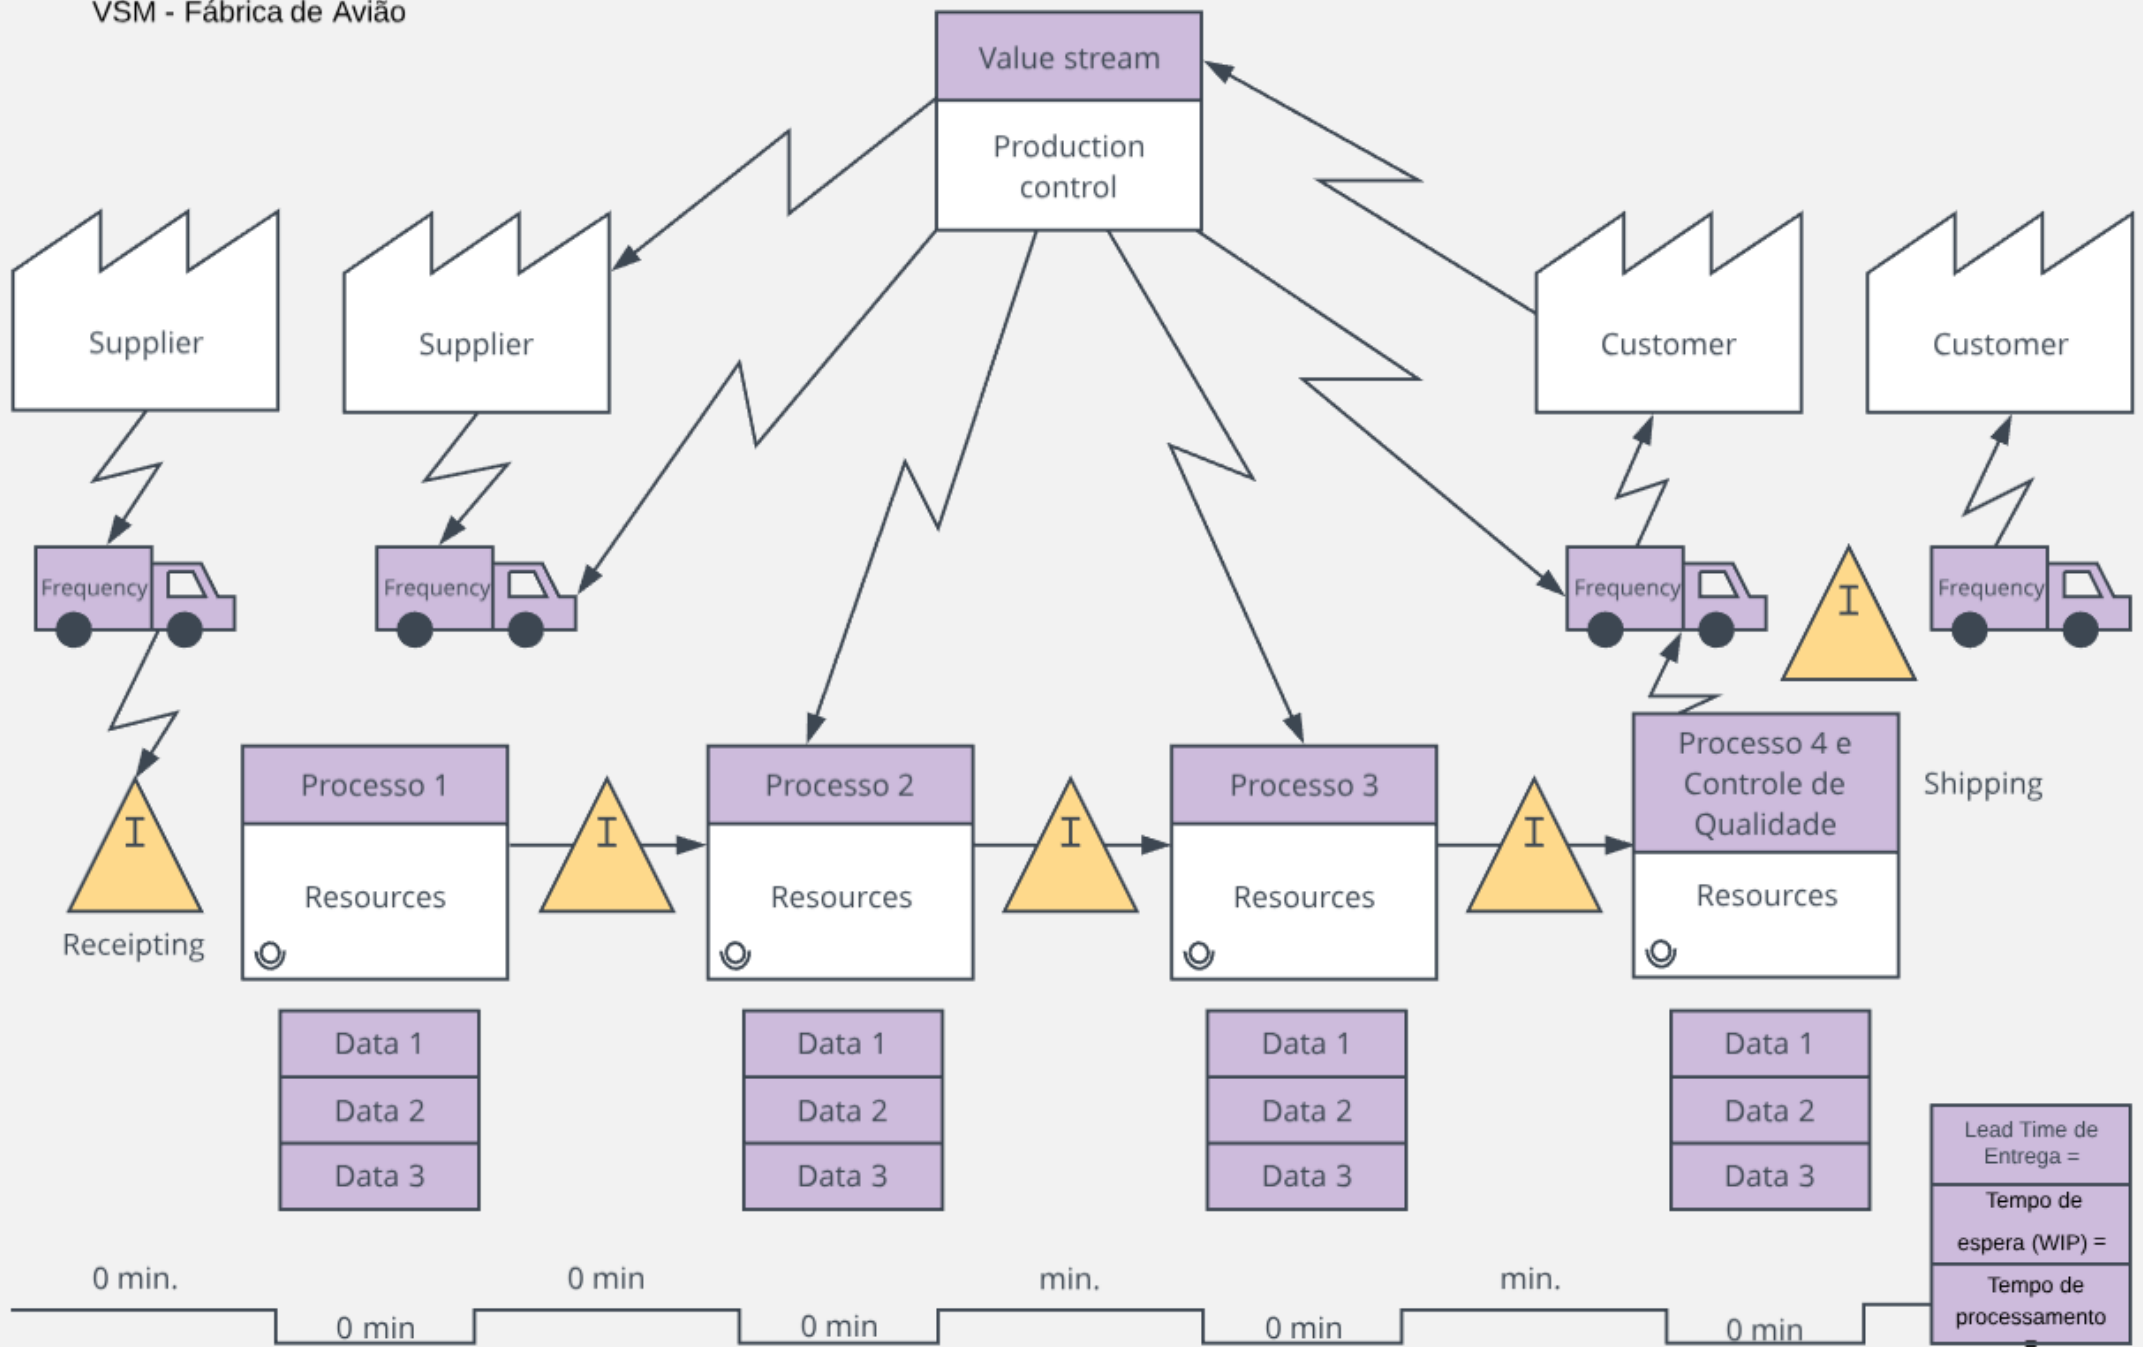 VSM - Fábrica de Avião
Value stream
Production
control
Supplier
Supplier
Customer
Customer
Frequency
Frequency
Frequency
I
Frequency
I
Receipting
Processo 1
Resources
I
Processo 2
Resources
I
Processo 3
Resources
I
Processo 4 e
Controle de
Qualidade
Resources
Shipping
Data 1
Data 2
Data 3
Data 1
Data 2
Data 3
Data 1
Data 2
Data 3
Data 1
Data 2
Data 3
Lead Time de
Entrega =
Tempo de
espera (WIP) =
Tempo de
processamento
=
0 min.
0 min
0 min
0 min
min.
0 min
min.
0 min